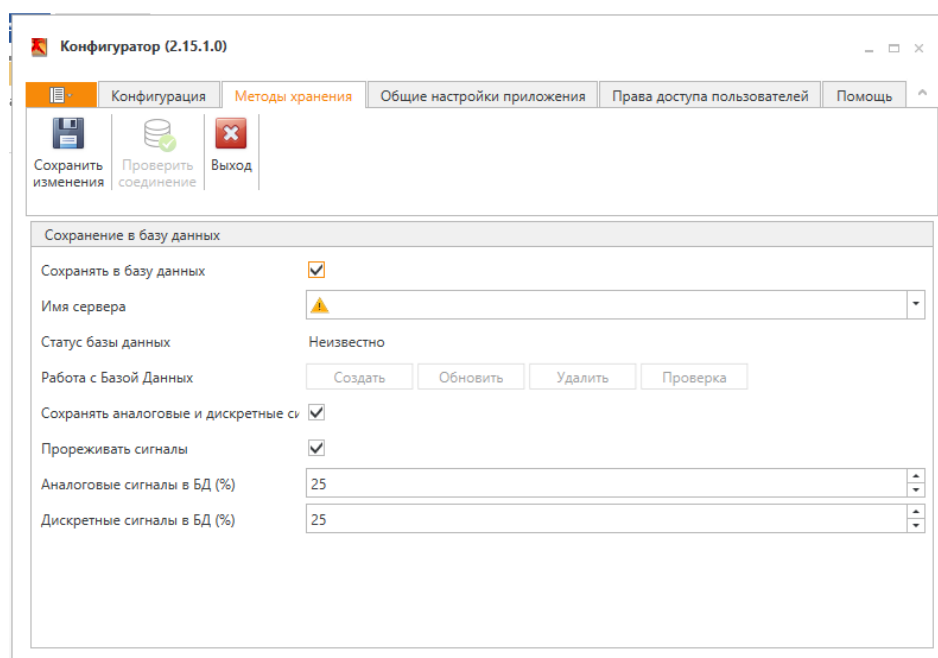 Конфигуратор (2.15.1.0)
Конфигурация Методы хранения Общие настройки приложения Права доступа пользователей Помощь
Сохранить изменения
Проверить соединение
Выход
Сохранение в базу данных
Сохранять в базу данных
Имя сервера
Статус базы данных Неизвестно
Работа с Базой Данных Создать Обновить Удалить Проверка
Сохранять аналоговые и дискретные си
Прореживать сигналы
Аналоговые сигналы в БД (%) 25
Дискретные сигналы в БД (%) 25